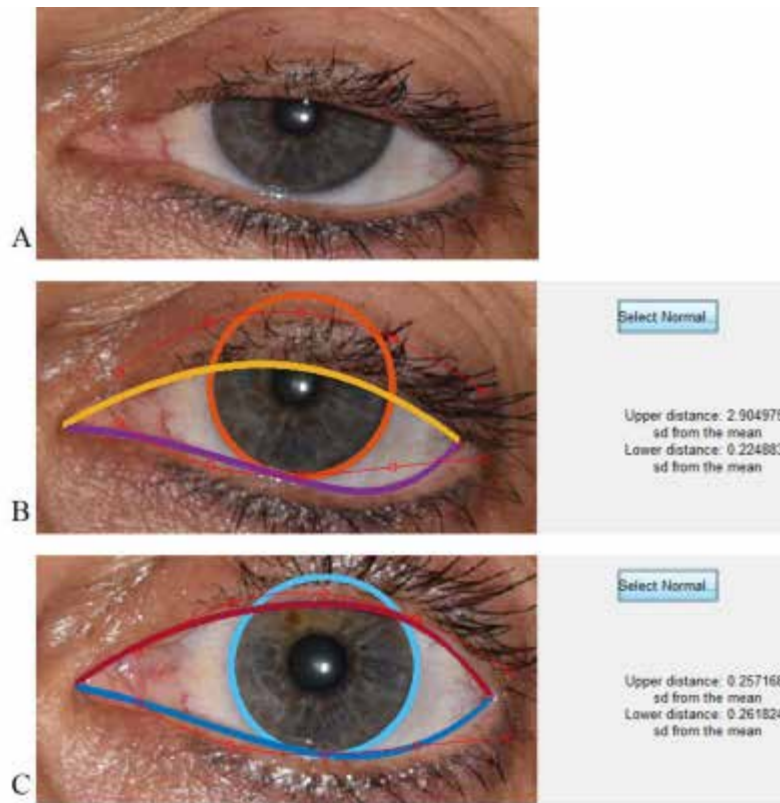 A
B
Select Normal
Upper distance: 2.904975
sd from the mean
Lower distance: 0.224883
sd from the mean
C
Select Normal
Upper distance: 0.257168
sd from the mean
Lower distance: 0.261824
sd from the mean